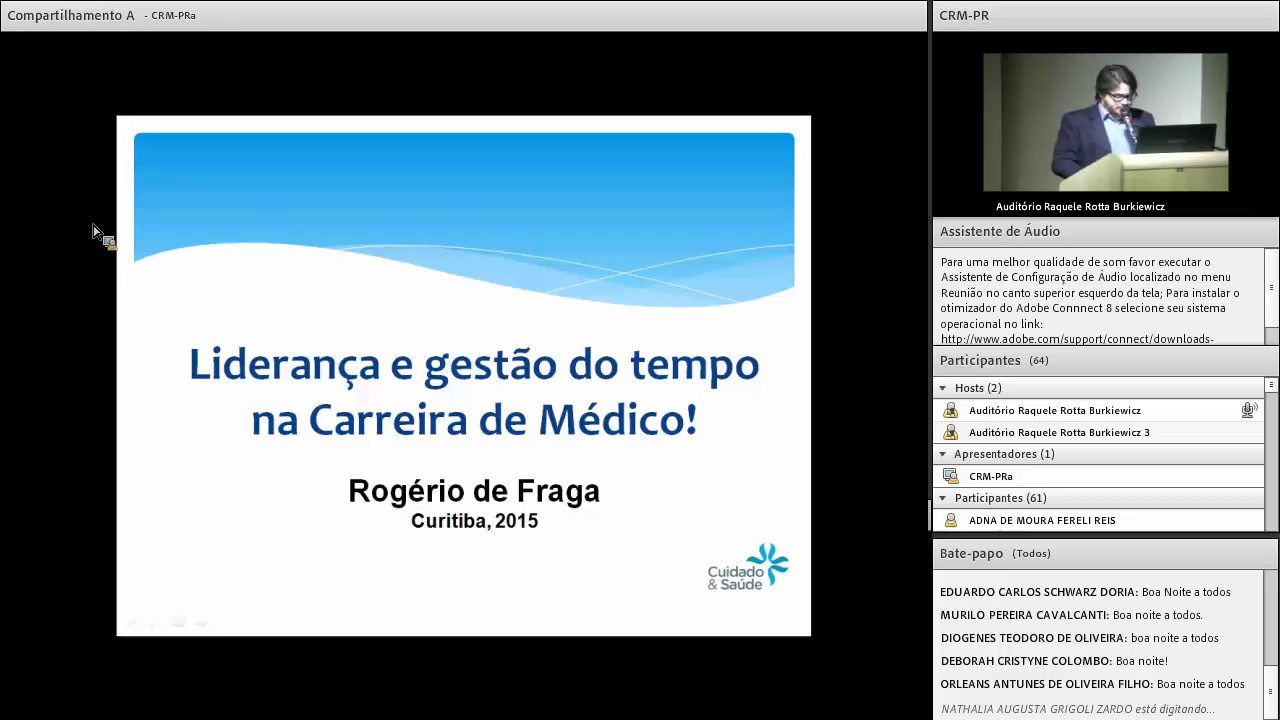 Compartilhamento A - CRM-PRa
Liderança e gestão do tempo
na Carreira de Médico!
Rogério de Fraga
Curitiba, 2015
Cuidado
& Saúde
CRM-PR
Auditório Raquele Rotta Burkiewicz
Assistente de Áudio
Para uma melhor qualidade de som favor executar o
Assistente de Configuração de Áudio localizado no menu
Reunião no canto superior esquerdo da tela; Para instalar o
otimizador do Adobe Connnect 8 selecione seu sistema
operacional no link:
http://www.adobe.com/support/connect/downloads-
Participantes (64)
Hosts (2)
Auditório Raquele Rotta Burkiewicz
Auditório Raquele Rotta Burkiewicz 3
Apresentadores (1)
CRM-PRa
Participantes (61)
ADNA DE MOURA FERELI REIS
Bate-papo (Todos)
EDUARDO CARLOS SCHWARZ DORIA: Boa Noite a todos
MURILO PEREIRA CAVALCANTI: Boa noite a todos.
DIOGENES TEODORO DE OLIVEIRA: boa noite a todos
DEBORAH CRISTYNE COLOMBO: Boa noite!
ORLEANS ANTUNES DE OLIVEIRA FILHO: Boa noite a todos
NATHALIA AUGUSTA GRIGOLI ZARDO está digitando...